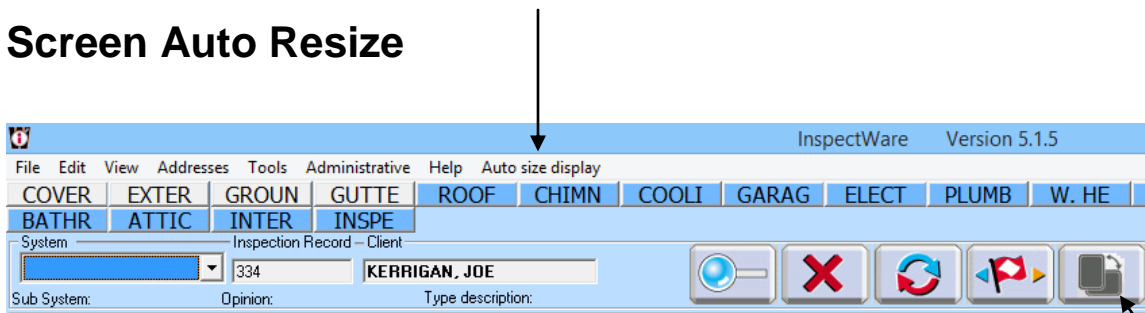 Screen Auto Resize
InspectWare Version 5.1.5
File Edit View Addresses Tools Administrative Help Auto size display
COVER EXTER GROUN GUTTE ROOF CHIMN COOLI GARAG ELECT PLUMB W. HE
BATHR ATTIC INTER INSPE
System Inspection Record Client
334 KERRIGAN, JOE
Sub System: Opinion: Type description: